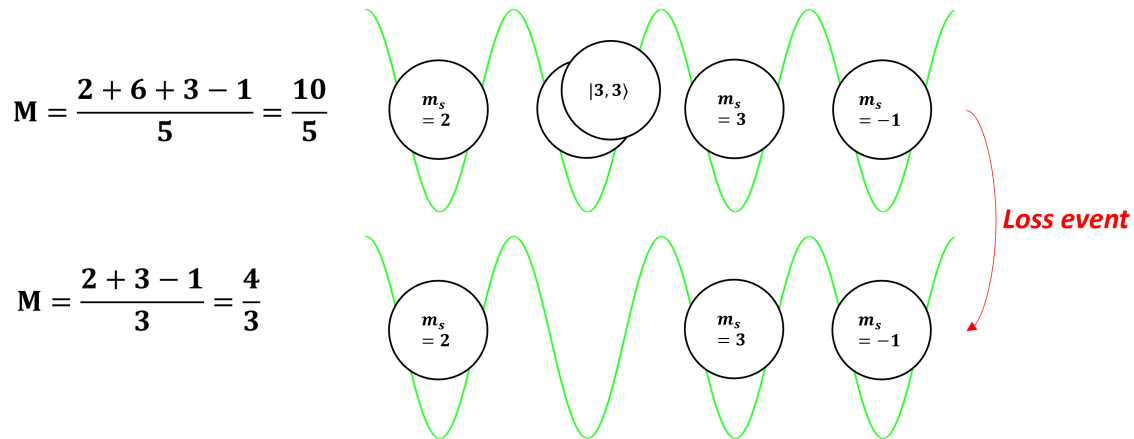 M = (2 + 6 + 3 − 1)/5 = 10/5
m_s
= 2
|3, 3⟩
m_s
= 3
m_s
= −1
Loss event
M = (2 + 3 − 1)/3 = 4/3
m_s
= 2
m_s
= 3
m_s
= −1